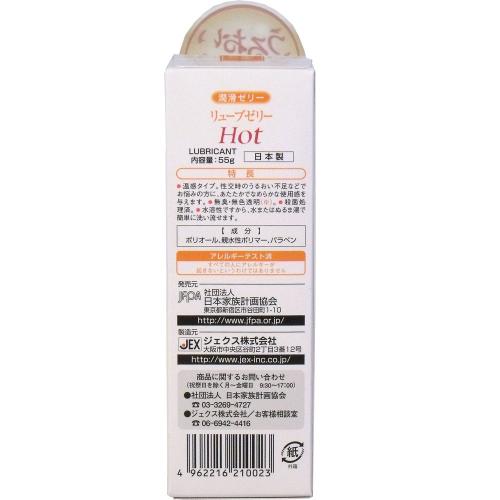 うるおい
潤滑ゼリー
リューブゼリー
Hot
LUBRICANT
内容量：55g
日本製
特長
●温感タイプ。性交時のうるおい不足などで
お悩みの方に、あたたかでなめらかな使用感を
与えます。●無臭・無色透明(※)。●殺菌処
理済。●水溶性ですから、水またはぬるま湯で
簡単に洗い流せます。
【成分】
ポリオール、親水性ポリマー、パラベン
アレルギーテスト済
すべての人にアレルギーが
起きないというわけではありません
発売元
JFPA
社団法人
日本家族計画協会
東京都新宿区市谷田町1-10
http://www.jfpa.or.jp/
製造元
JEX
ジェクス株式会社
大阪市中央区谷町2丁目3番12号
http://www.jex-inc.co.jp/
商品に関するお問い合わせ
(祝祭日を除く月～金曜日 9:30～17:00)
●社団法人 日本家族計画協会
☎03-3269-4727
●ジェクス株式会社／お客様相談室
☎06-6942-4416
4 962216 210023
紙
外箱